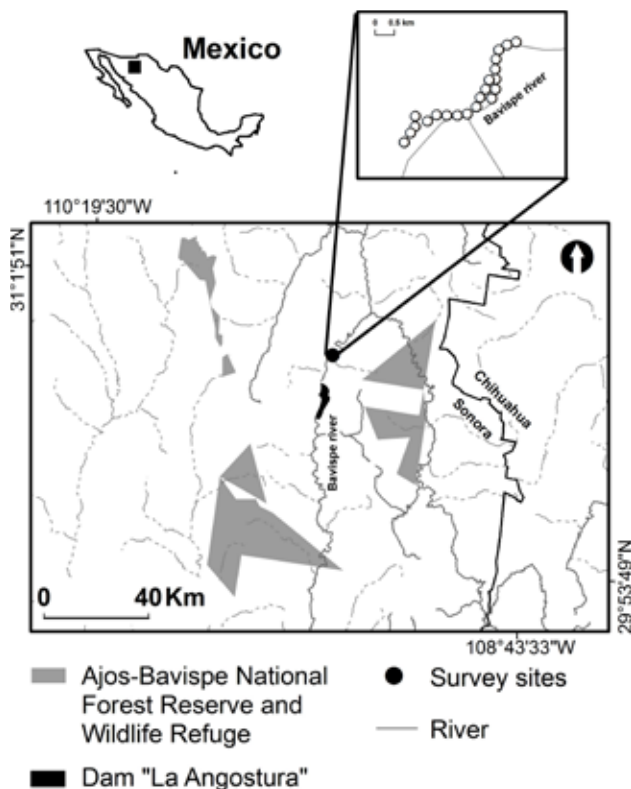 Mexico
0 0.5 km
Bavispe river
110°19'30"W
31°1'51"N
Chihuahua
Sonora
Bavispe river
29°53'49"N
0 40 Km
108°43'33"W
Ajos-Bavispe National
Forest Reserve and
Wildlife Refuge
Survey sites
River
Dam "La Angostura"